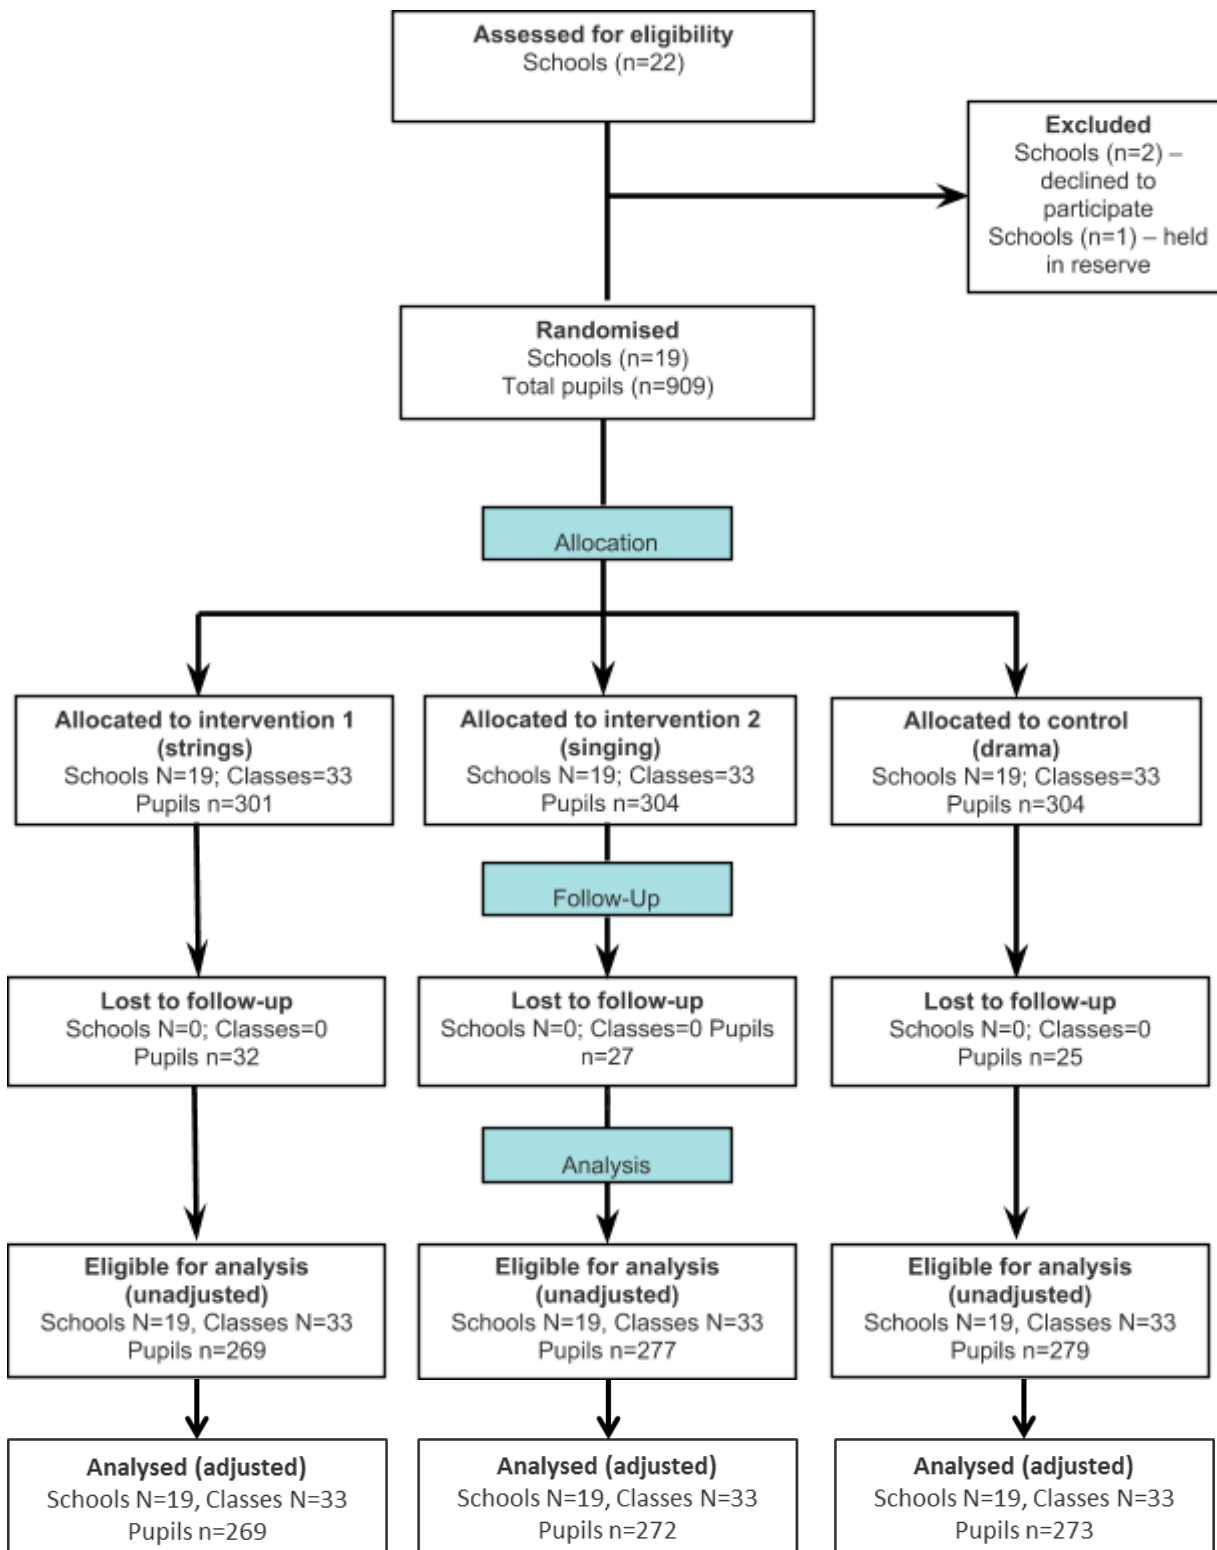 Assessed for eligibility
Schools (n=22)
Excluded
Schools (n=2) –
declined to
participate
Schools (n=1) – held
in reserve
Randomised
Schools (n=19)
Total pupils (n=909)
Allocation
Allocated to intervention 1
(strings)
Schools N=19; Classes=33
Pupils n=301
Allocated to intervention 2
(singing)
Schools N=19; Classes=33
Pupils n=304
Allocated to control
(drama)
Schools N=19; Classes=33
Pupils n=304
Follow-Up
Lost to follow-up
Schools N=0; Classes=0
Pupils n=32
Lost to follow-up
Schools N=0; Classes=0 Pupils
n=27
Lost to follow-up
Schools N=0; Classes=0
Pupils n=25
Analysis
Eligible for analysis
(unadjusted)
Schools N=19, Classes N=33
Pupils n=269
Eligible for analysis
(unadjusted)
Schools N=19, Classes N=33
Pupils n=277
Eligible for analysis
(unadjusted)
Schools N=19, Classes N=33
Pupils n=279
Analysed (adjusted)
Schools N=19, Classes N=33
Pupils n=269
Analysed (adjusted)
Schools N=19, Classes N=33
Pupils n=272
Analysed (adjusted)
Schools N=19, Classes N=33
Pupils n=273